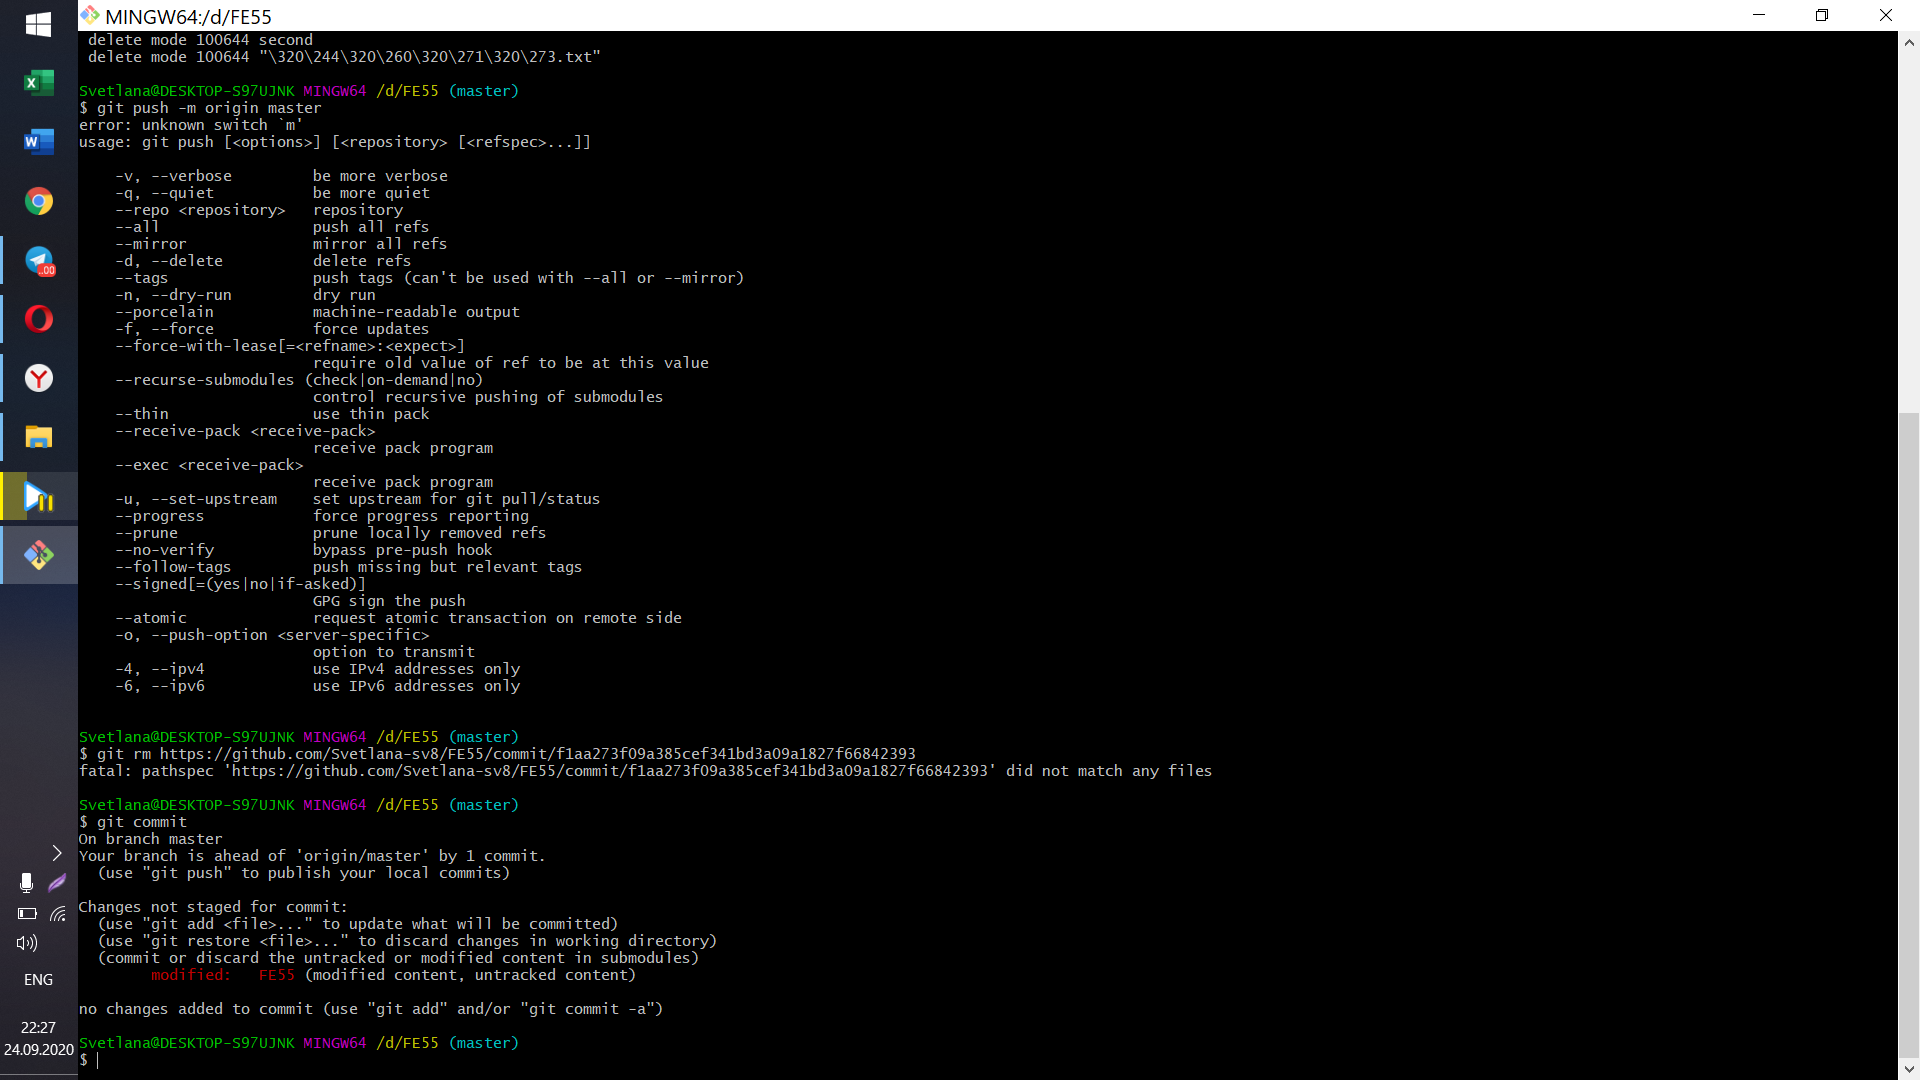 MINGW64:/d/FE55
delete mode 100644 second
delete mode 100644 "\320\244\320\260\320\271\320\273.txt"
Svetlana@DESKTOP-S97UJNK MINGW64 /d/FE55 (master)
$ git push -m origin master
error: unknown switch `m'
usage: git push [<options>] [<repository> [<refspec>...]]
-v, --verbose be more verbose
-q, --quiet be more quiet
--repo <repository> repository
--all push all refs
--mirror mirror all refs
-d, --delete delete refs
--tags push tags (can't be used with --all or --mirror)
-n, --dry-run dry run
--porcelain machine-readable output
-f, --force force updates
--force-with-lease[=<refname>:<expect>]
require old value of ref to be at this value
--recurse-submodules (check|on-demand|no)
control recursive pushing of submodules
--thin use thin pack
--receive-pack <receive-pack>
receive pack program
--exec <receive-pack>
receive pack program
-u, --set-upstream set upstream for git pull/status
--progress force progress reporting
--prune prune locally removed refs
--no-verify bypass pre-push hook
--follow-tags push missing but relevant tags
--signed[=(yes|no|if-asked)]
GPG sign the push
--atomic request atomic transaction on remote side
-o, --push-option <server-specific>
option to transmit
-4, --ipv4 use IPv4 addresses only
-6, --ipv6 use IPv6 addresses only
Svetlana@DESKTOP-S97UJNK MINGW64 /d/FE55 (master)
$ git rm https://github.com/Svetlana-sv8/FE55/commit/f1aa273f09a385cef341bd3a09a1827f66842393
fatal: pathspec 'https://github.com/Svetlana-sv8/FE55/commit/f1aa273f09a385cef341bd3a09a1827f66842393' did not match any files
Svetlana@DESKTOP-S97UJNK MINGW64 /d/FE55 (master)
$ git commit
On branch master
Your branch is ahead of 'origin/master' by 1 commit.
(use "git push" to publish your local commits)
Changes not staged for commit:
(use "git add <file>..." to update what will be committed)
(use "git restore <file>..." to discard changes in working directory)
(commit or discard the untracked or modified content in submodules)
modified: FE55 (modified content, untracked content)
no changes added to commit (use "git add" and/or "git commit -a")
Svetlana@DESKTOP-S97UJNK MINGW64 /d/FE55 (master)
$
X
W
.00
ENG
22:27
24.09.2020